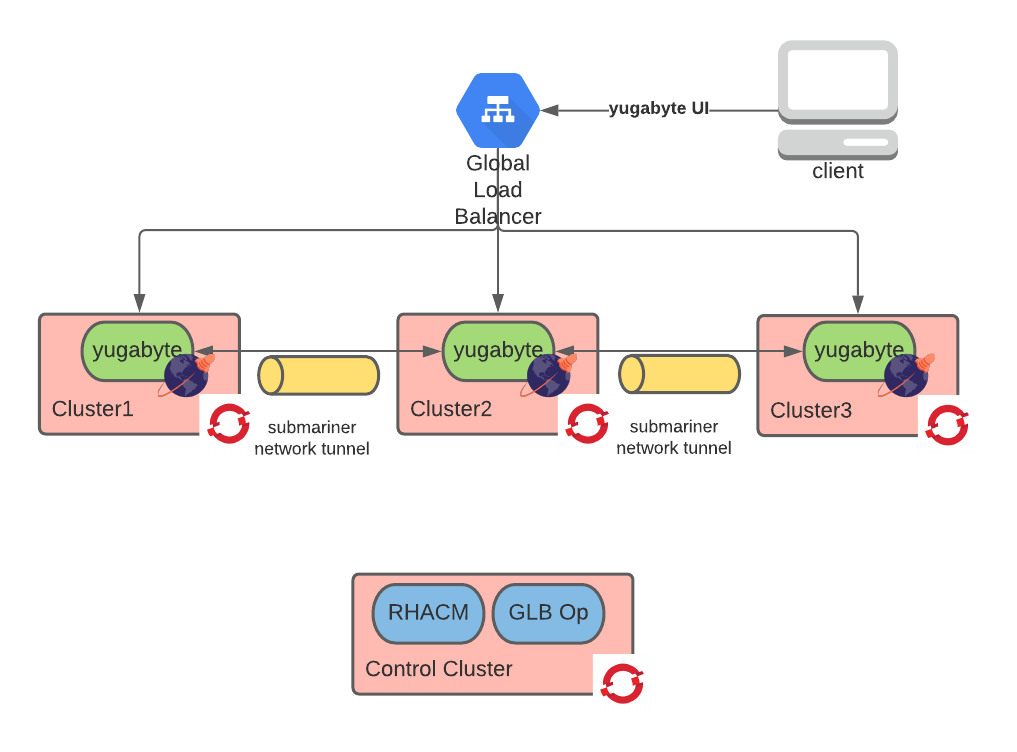 yugabyte UI
client
Global
Load
Balancer
yugabyte
yugabyte
yugabyte
Cluster1
Cluster2
Cluster3
submariner
network tunnel
submariner
network tunnel
RHACM
GLB Op
Control Cluster